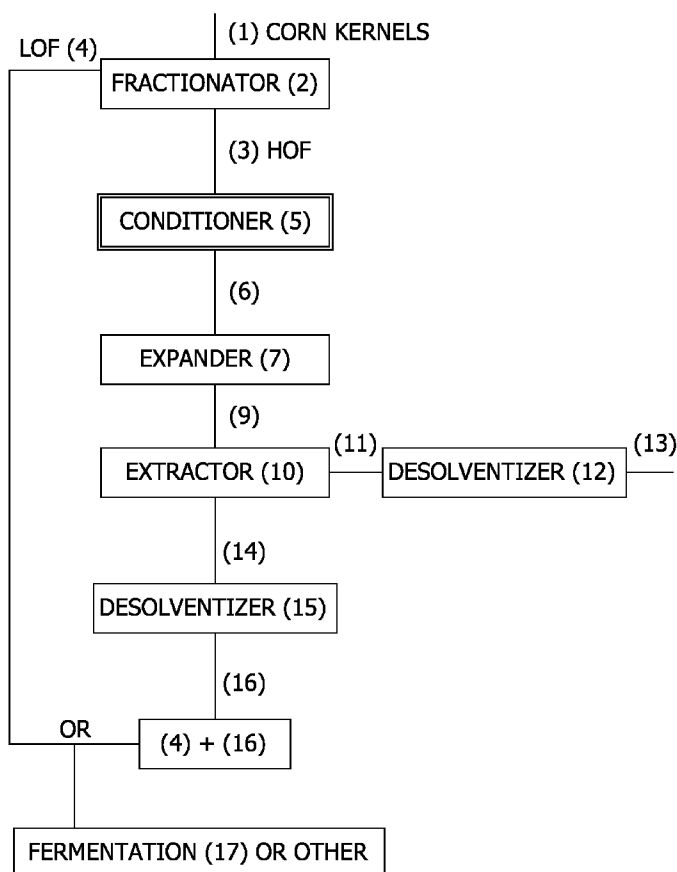 (1) CORN KERNELS
LOF (4)
FRACTIONATOR (2)
(3) HOF
CONDITIONER (5)
(6)
EXPANDER (7)
(9)
EXTRACTOR (10)
(11)
DESOLVENTIZER (12)
(13)
(14)
DESOLVENTIZER (15)
(16)
OR
(4) + (16)
FERMENTATION (17) OR OTHER